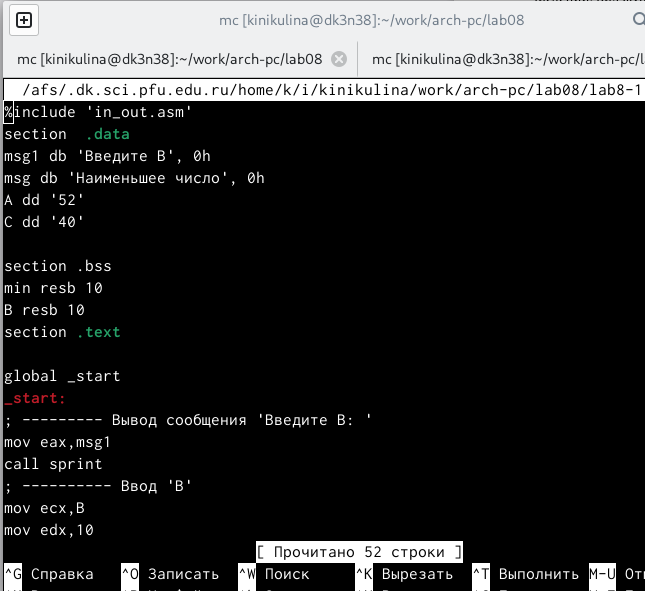 mc [kinikulina@dk3n38]:~/work/arch-pc/lab08
mc [kinikulina@dk3n38]:~/work/arch-pc/lab08 mc [kinikulina@dk3n38]:~/work/arch-pc/l
/afs/.dk.sci.pfu.edu.ru/home/k/i/kinikulina/work/arch-pc/lab08/lab8-1
%include 'in_out.asm'
section .data
msg1 db 'Введите B', 0h
msg db 'Наименьшее число', 0h
A dd '52'
C dd '40'
section .bss
min resb 10
B resb 10
section .text
global _start
_start:
; --------- Вывод сообщения 'Введите B: '
mov eax,msg1
call sprint
; ---------- Ввод 'B'
mov ecx,B
mov edx,10
[ Прочитано 52 строки ]
^G Справка ^O Записать ^W Поиск ^K Вырезать ^T Выполнить M-U От